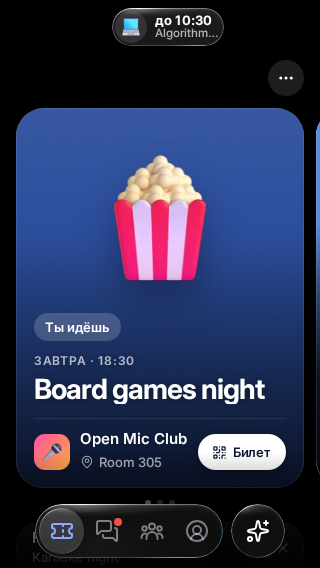 до 10:30
Algorithm...
Ты идёшь
ЗАВТРА · 18:30
Board games night
Open Mic Club
Room 305
Билет
Karaoke night